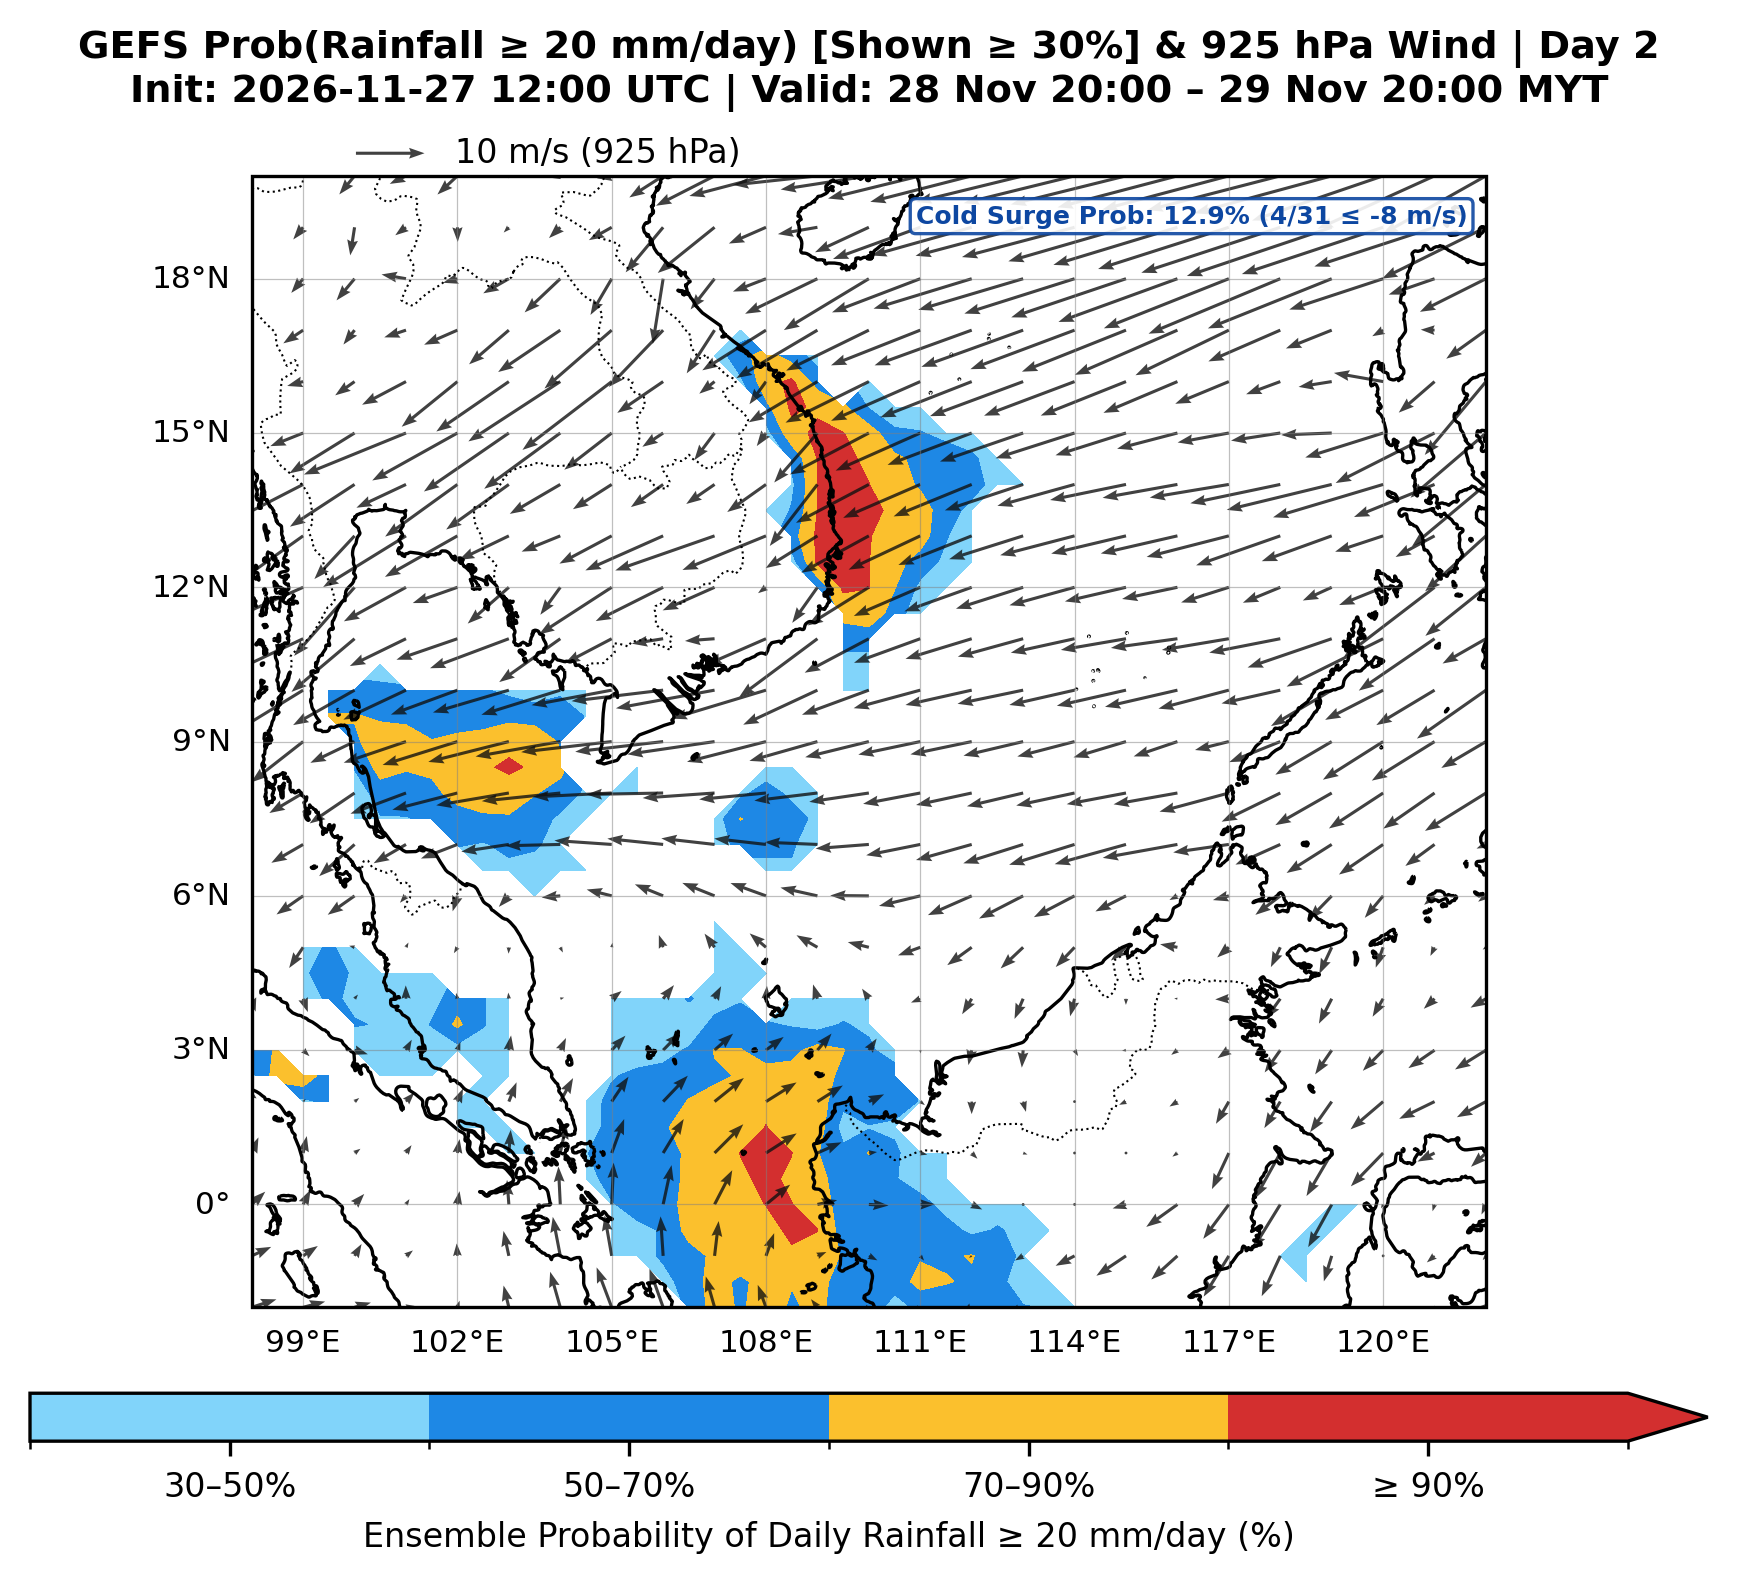 GEFS Prob(Rainfall ≥ 20 mm/day) [Shown ≥ 30%] & 925 hPa Wind | Day 2
Init: 2026-11-27 12:00 UTC | Valid: 28 Nov 20:00 – 29 Nov 20:00 MYT
10 m/s (925 hPa)
Cold Surge Prob: 12.9% (4/31 ≤ -8 m/s)
18°N
15°N
12°N
9°N
6°N
3°N
0°
99°E 102°E 105°E 108°E 111°E 114°E 117°E 120°E
30–50% 50–70% 70–90% ≥ 90%
Ensemble Probability of Daily Rainfall ≥ 20 mm/day (%)